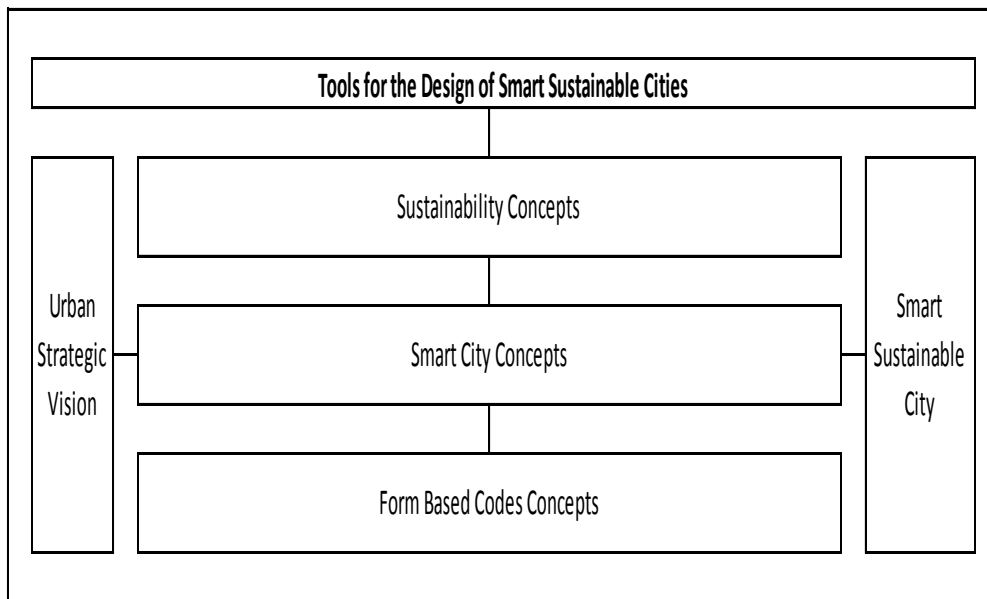 Tools for the Design of Smart Sustainable Cities
Sustainability Concepts
Urban
Strategic
Vision
Smart City Concepts
Smart
Sustainable
City
Form Based Codes Concepts